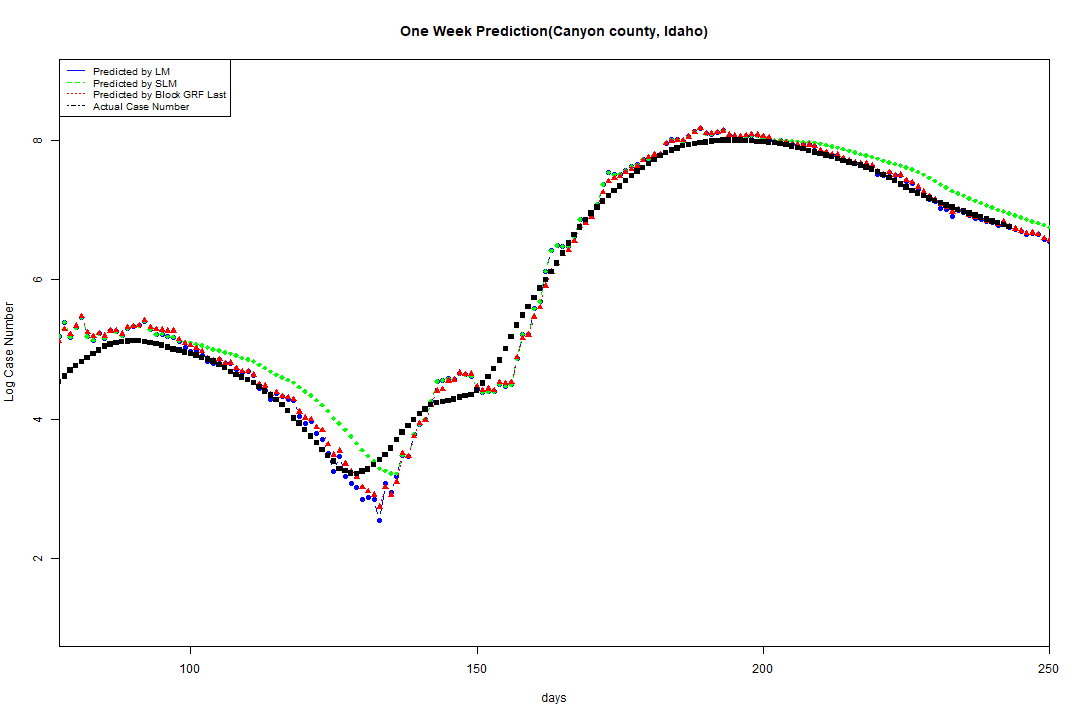 One Week Prediction(Canyon county, Idaho)
Predicted by LM
Predicted by SLM
Predicted by Block GRF Last
Actual Case Number
8
6
4
2
Log Case Number
100
150
200
250
days